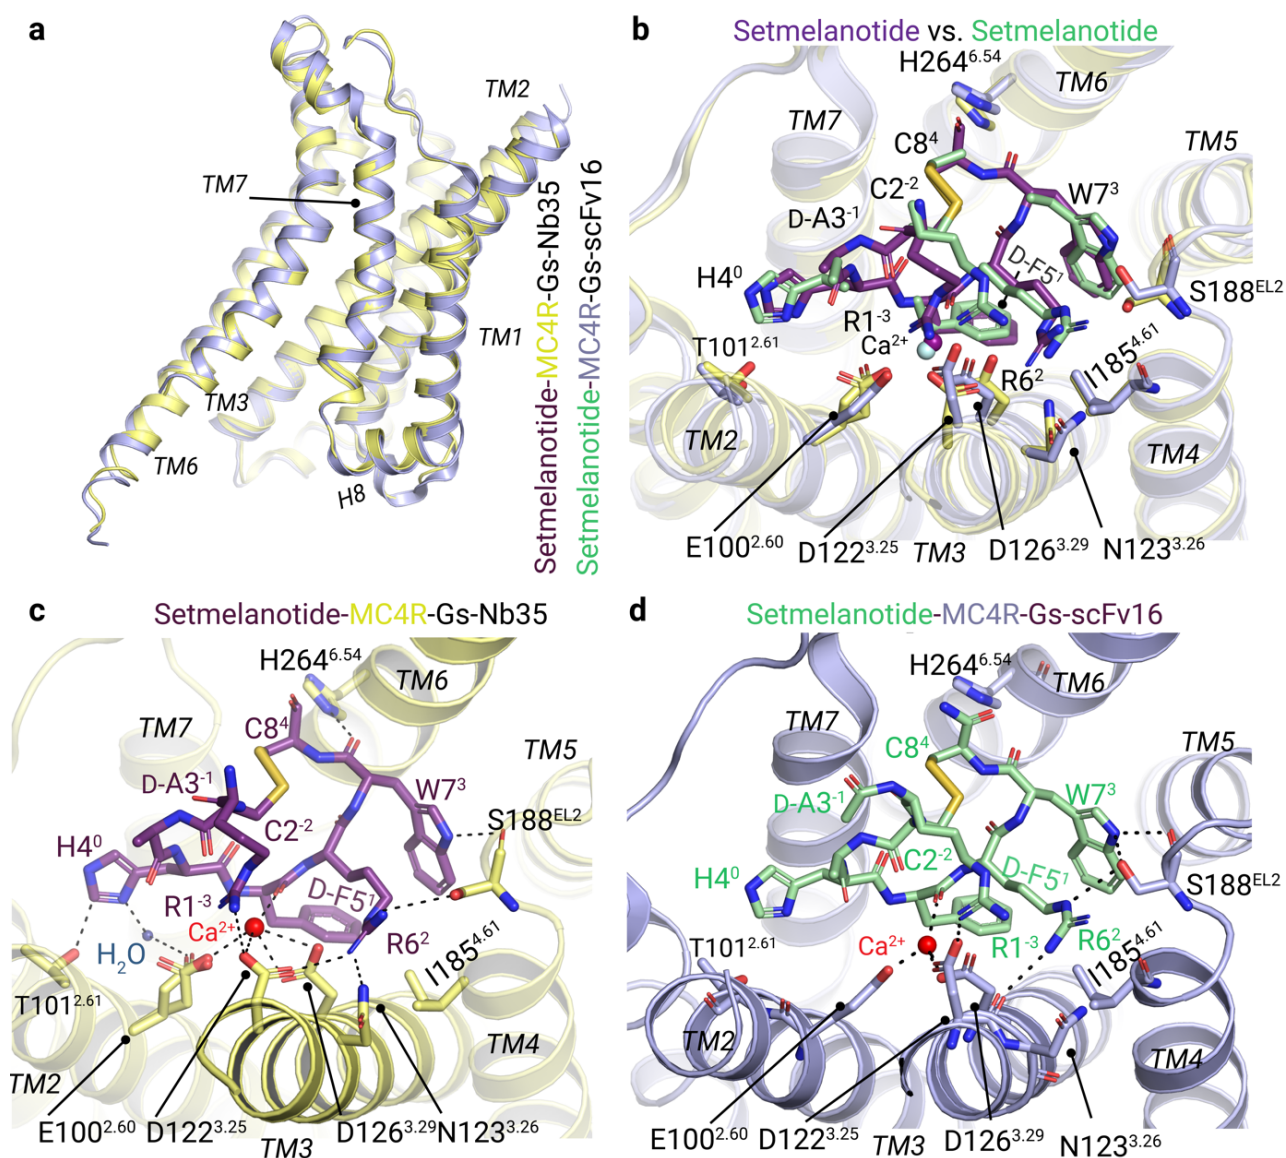 a
TM2
TM7
TM1
TM3
TM6
H8
Setmelanotide-MC4R-Gs-Nb35
Setmelanotide-MC4R-Gs-scFv16
b
Setmelanotide vs. Setmelanotide
H264^6.54
TM6
TM7
TM5
C8^4
C2^-2
W7^3
D-A3^-1
D-F5^1
H4^0
S188^EL2
R1^-3
Ca^2+
T101^2.61
R6^2
I185^4.61
TM2
TM4
E100^2.60
D122^3.25
TM3
D126^3.29
N123^3.26
c
Setmelanotide-MC4R-Gs-Nb35
H264^6.54
TM6
TM7
C8^4
TM5
D-A3^-1
W7^3
C2^-2
S188^EL2
H4^0
D-F5^1
R1^-3
Ca^2+
R6^2
H₂O
I185^4.61
T101^2.61
TM4
TM2
E100^2.60
D122^3.25
TM3
D126^3.29
N123^3.26
d
Setmelanotide-MC4R-Gs-scFv16
H264^6.54
TM6
TM7
TM5
C8^4
D-A3^-1
W7^3
C2^-2
D-F5^1
H4^0
S188^EL2
Ca^2+
R1^-3
R6^2
T101^2.61
I185^4.61
TM2
TM4
E100^2.60
D122^3.25
TM3
D126^3.29
N123^3.26